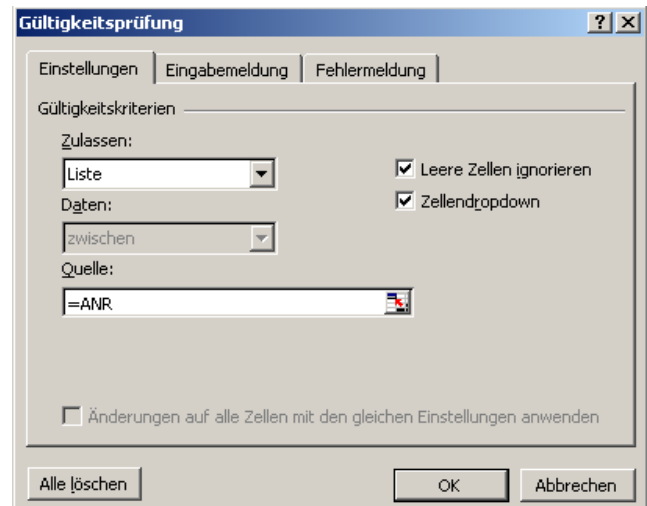 Gültigkeitsprüfung
Einstellungen Eingabemeldung Fehlermeldung
Gültigkeitskriterien
Zulassen:
Liste
Leere Zellen ignorieren
Daten:
Zellendropdown
zwischen
Quelle:
=ANR
Änderungen auf alle Zellen mit den gleichen Einstellungen anwenden
Alle löschen OK Abbrechen